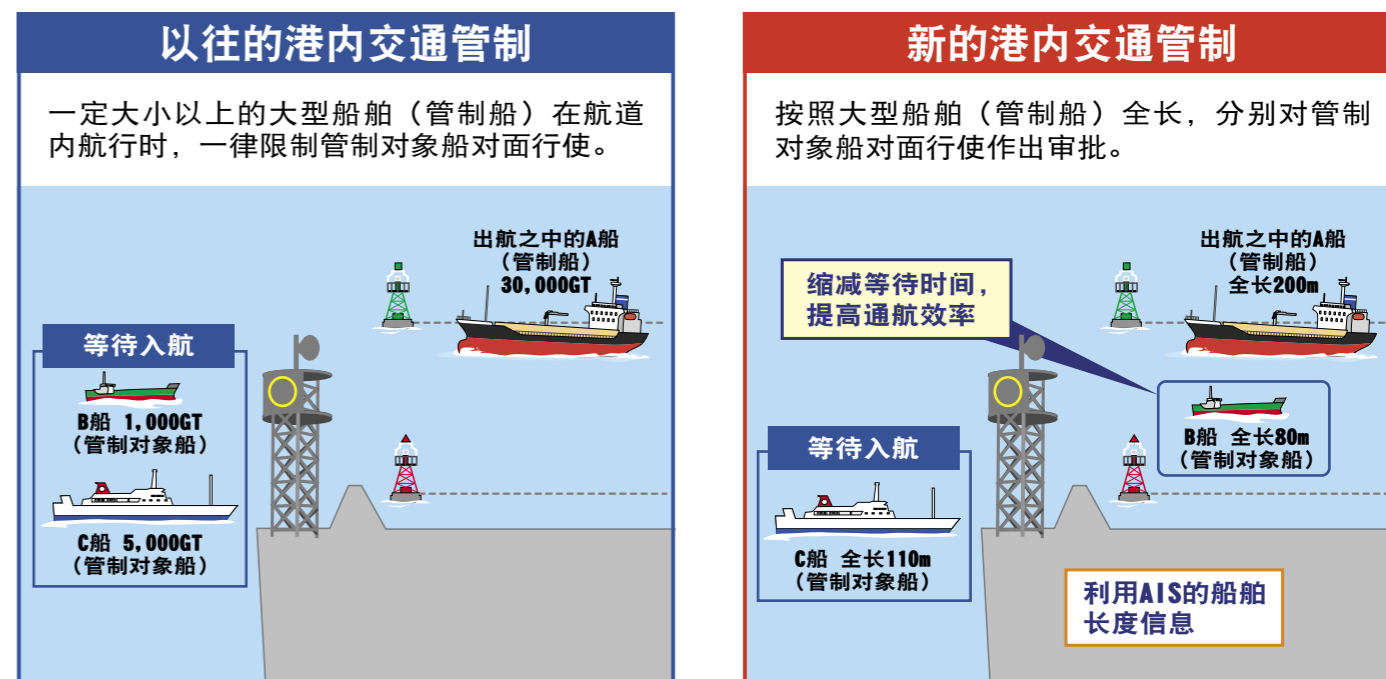 以往的港内交通管制
一定大小以上的大型船舶（管制船）在航道
内航行时，一律限制管制对象船对面行使。
出航之中的A船
（管制船）
30,000GT
等待入航
B船 1,000GT
（管制对象船）
C船 5,000GT
（管制对象船）
新的港内交通管制
按照大型船舶（管制船）全长，分别对管制
对象船对面行使作出审批。
出航之中的A船
（管制船）
全长200m
缩减等待时间，
提高通航效率
B船 全长80m
（管制对象船）
等待入航
C船 全长110m
（管制对象船）
利用AIS的船舶
长度信息